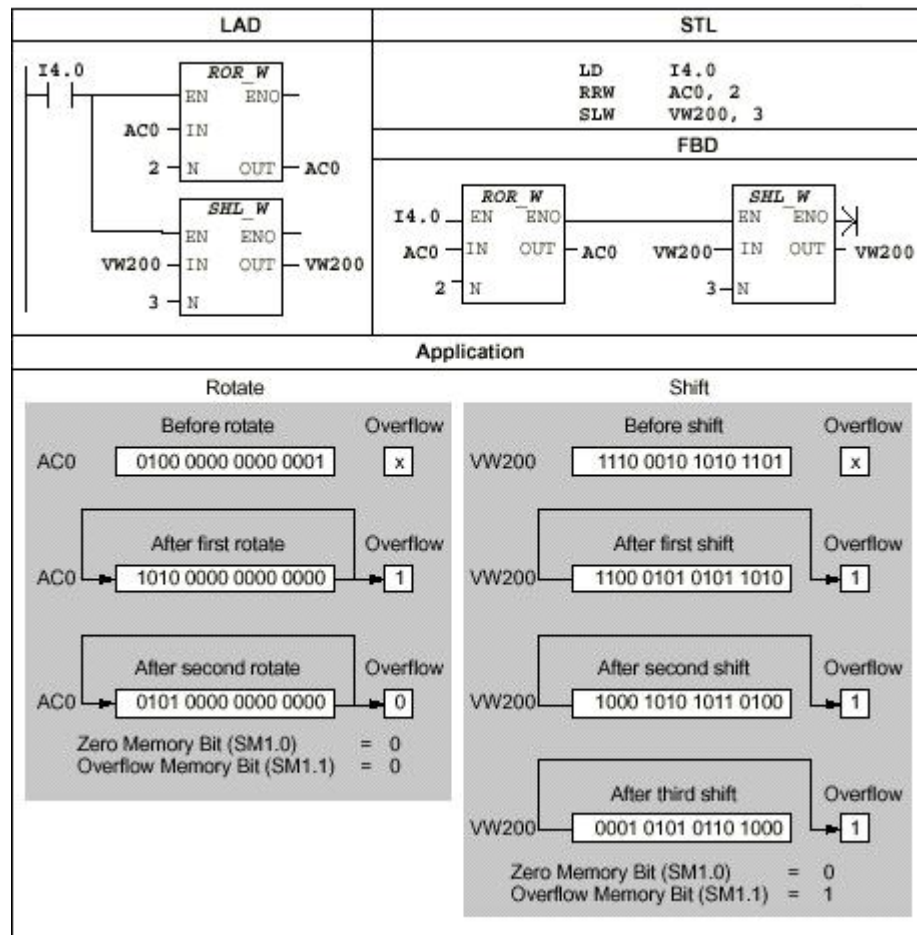 LAD
I4.0
ROR_W
EN ENO
AC0 IN
2 N OUT AC0
SHL_W
EN ENO
VW200 IN OUT VW200
3 N
STL
LD I4.0
RRW AC0, 2
SLW VW200, 3
FBD
ROR_W
I4.0 EN ENO
AC0 IN OUT AC0
2 N
SHL_W
EN ENO
VW200 IN OUT VW200
3 N
Application
Rotate
Before rotate Overflow
AC0 0100 0000 0000 0001 x
After first rotate Overflow
AC0 1010 0000 0000 0000 1
After second rotate Overflow
AC0 0101 0000 0000 0000 0
Zero Memory Bit (SM1.0) = 0
Overflow Memory Bit (SM1.1) = 0
Shift
Before shift Overflow
VW200 1110 0010 1010 1101 x
After first shift Overflow
VW200 1100 0101 0101 1010 1
After second shift Overflow
VW200 1000 1010 1011 0100 1
After third shift Overflow
VW200 0001 0101 0110 1000 1
Zero Memory Bit (SM1.0) = 0
Overflow Memory Bit (SM1.1) = 1